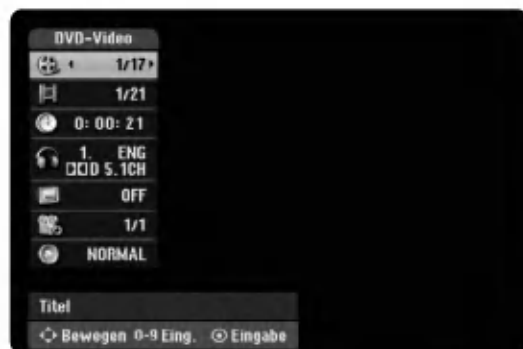 DVD-Video
1/17
1/21
0: 00: 21
1. ENG
D 5.1CH
OFF
1/1
NORMAL
Titel
Bewegen 0-9 Eing. Eingabe